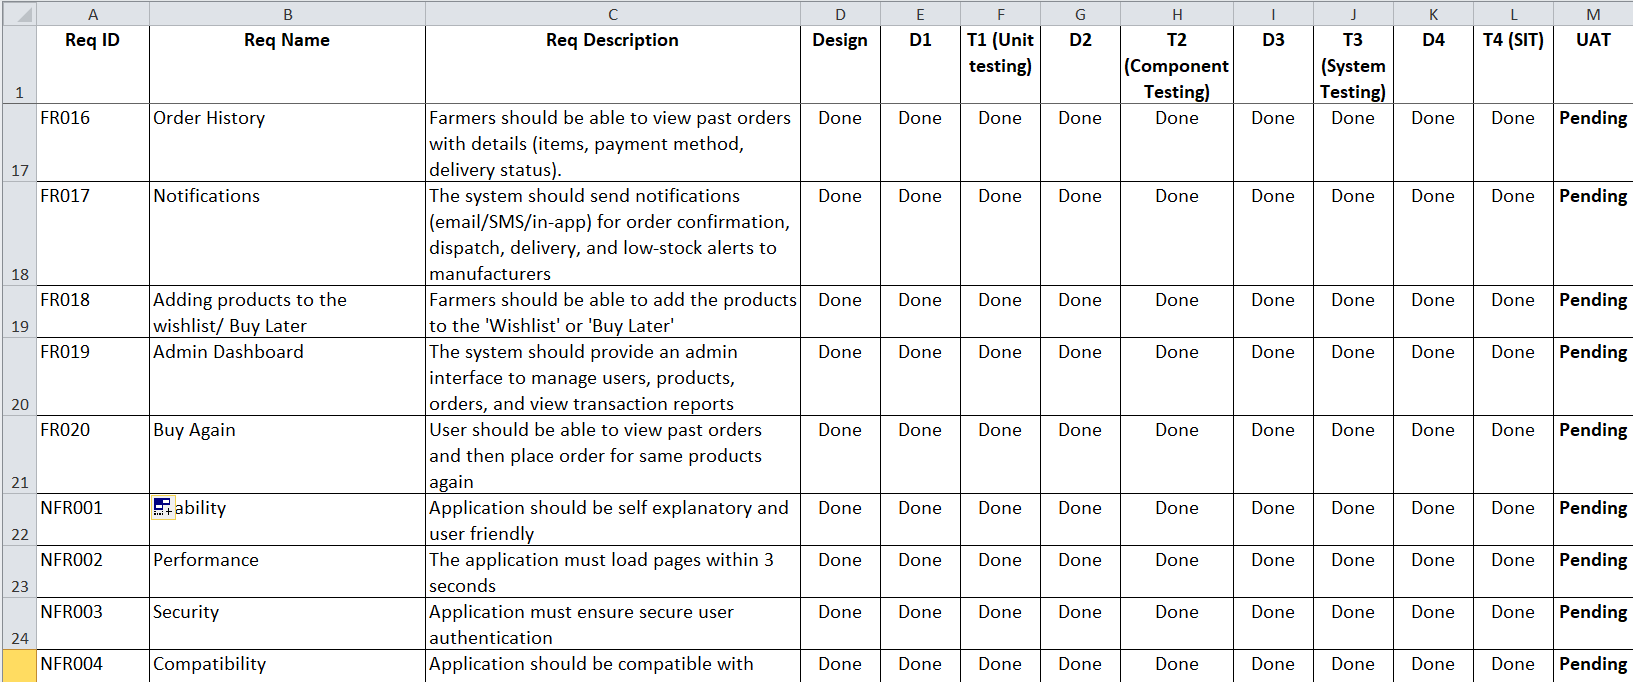 A B C D E F G H I J K L M
1 Req ID Req Name Req Description Design D1 T1 (Unit testing) D2 T2 (Component Testing) D3 T3 (System Testing) D4 T4 (SIT) UAT
17 FR016 Order History Farmers should be able to view past orders Done Done Done Done Done Done Done Done Done Pending
with details (items, payment method,
delivery status).
18 FR017 Notifications The system should send notifications Done Done Done Done Done Done Done Done Done Pending
(email/SMS/in-app) for order confirmation,
dispatch, delivery, and low-stock alerts to
manufacturers
19 FR018 Adding products to the Farmers should be able to add the products Done Done Done Done Done Done Done Done Done Pending
wishlist/ Buy Later to the 'Wishlist' or 'Buy Later'
20 FR019 Admin Dashboard The system should provide an admin Done Done Done Done Done Done Done Done Done Pending
interface to manage users, products,
orders, and view transaction reports
21 FR020 Buy Again User should be able to view past orders Done Done Done Done Done Done Done Done Done Pending
and then place order for same products
again
22 NFR001 ability Application should be self explanatory and Done Done Done Done Done Done Done Done Done Pending
user friendly
23 NFR002 Performance The application must load pages within 3 Done Done Done Done Done Done Done Done Done Pending
seconds
24 NFR003 Security Application must ensure secure user Done Done Done Done Done Done Done Done Done Pending
authentication
NFR004 Compatibility Application should be compatible with Done Done Done Done Done Done Done Done Done Pending